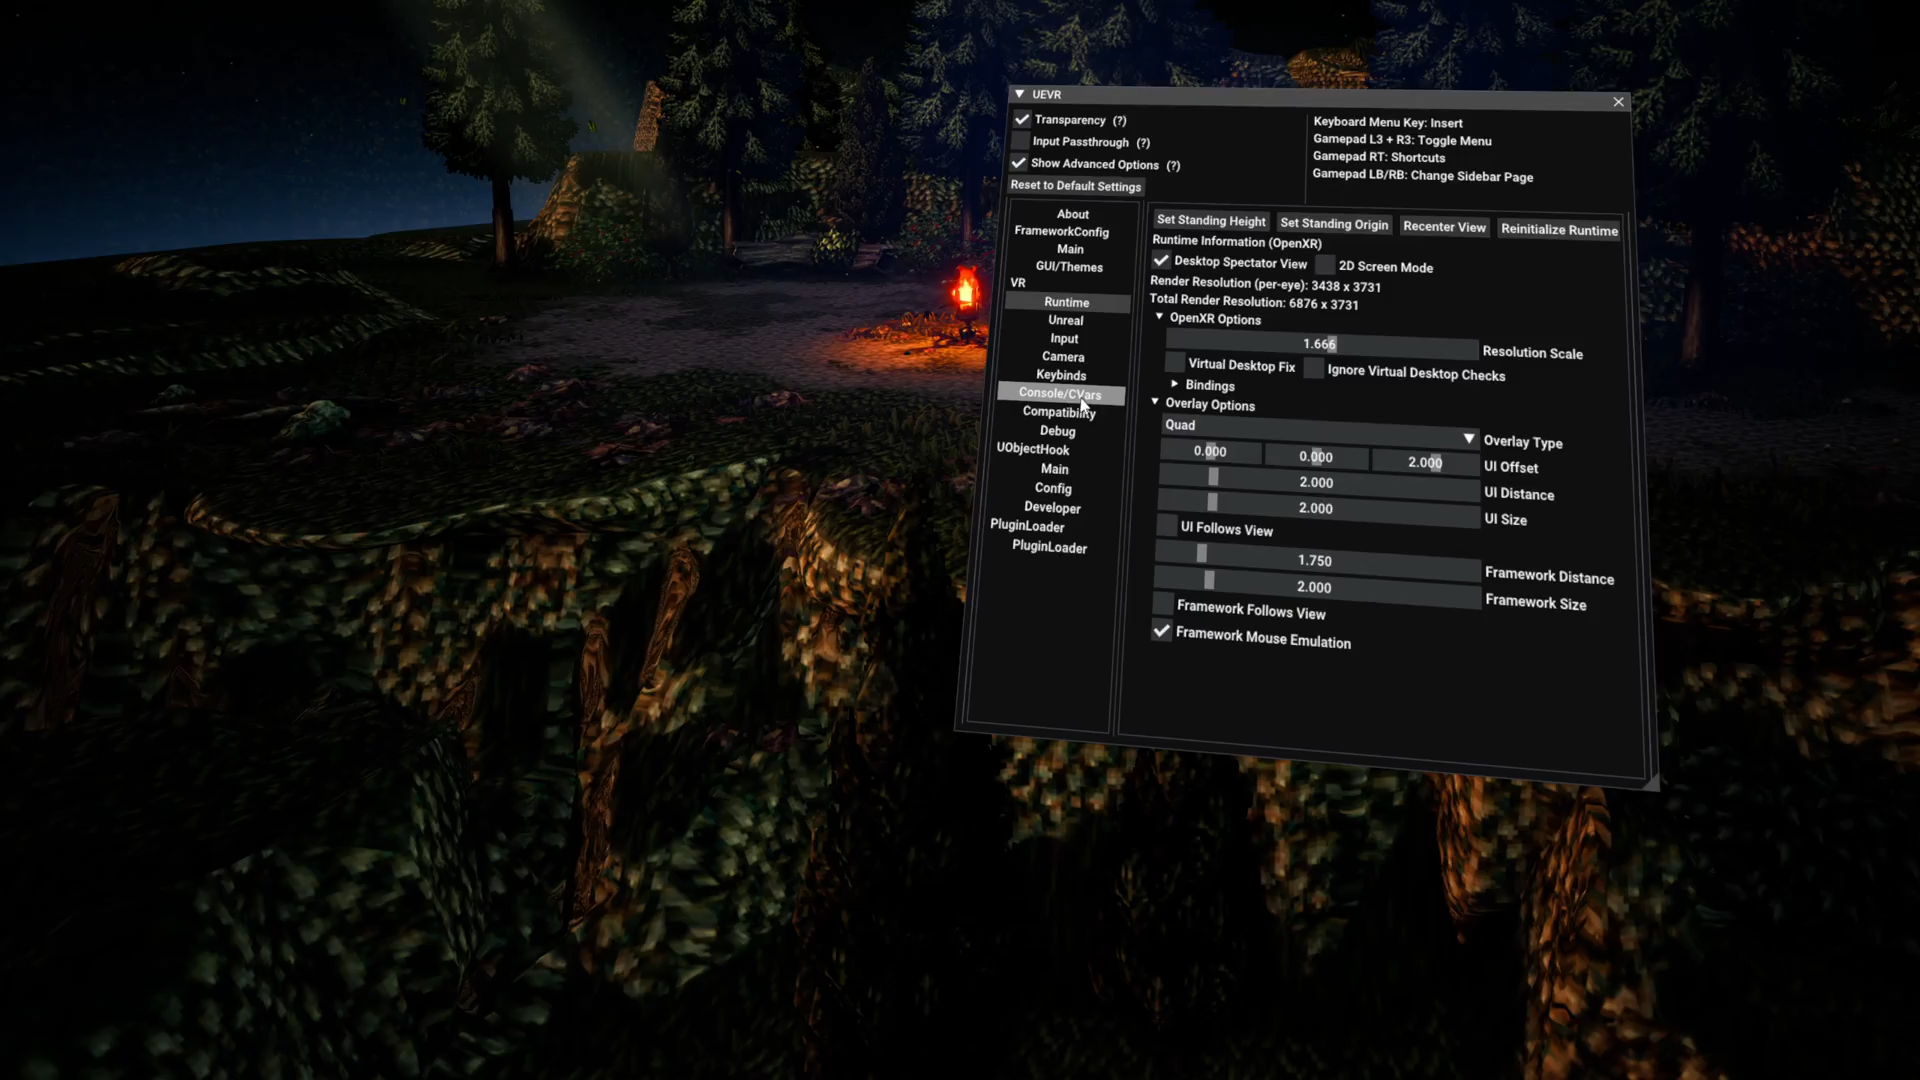 UEVR
Transparency (?)
Input Passthrough (?)
Show Advanced Options (?)
Reset to Default Settings
Keyboard Menu Key: Insert
Gamepad L3 + R3: Toggle Menu
Gamepad RT: Shortcuts
Gamepad LB/RB: Change Sidebar Page
About
FrameworkConfig
Main
GUI/Themes
VR
Runtime
Unreal
Input
Camera
Keybinds
Console/CVars
Compatibility
Debug
UObjectHook
Main
Config
Developer
PluginLoader
PluginLoader
Set Standing Height Set Standing Origin Recenter View Reinitialize Runtime
Runtime Information (OpenXR)
Desktop Spectator View 2D Screen Mode
Render Resolution (per-eye): 3438 x 3731
Total Render Resolution: 6876 x 3731
OpenXR Options
1.666 Resolution Scale
Virtual Desktop Fix Ignore Virtual Desktop Checks
Bindings
Overlay Options
Quad Overlay Type
0.000 0.000 2.000 UI Offset
2.000 UI Distance
2.000 UI Size
UI Follows View
1.750 Framework Distance
2.000 Framework Size
Framework Follows View
Framework Mouse Emulation